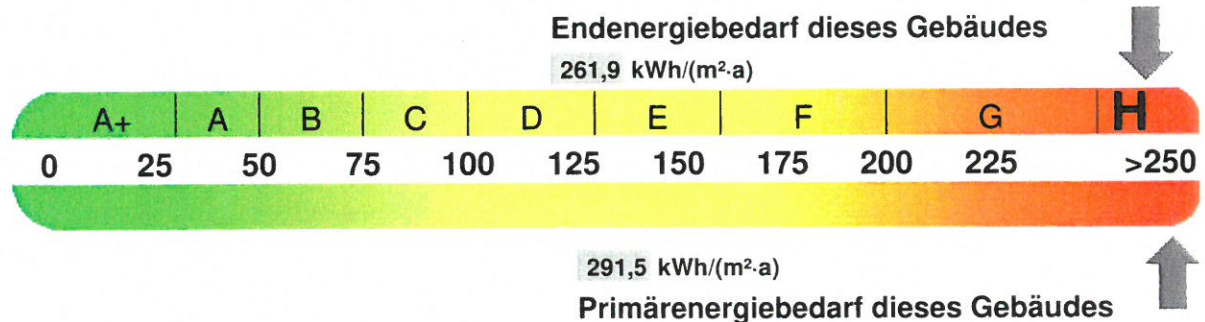 Endenergiebedarf dieses Gebäudes
261,9 kWh/(m²·a)
A+ A B C D E F G H
0 25 50 75 100 125 150 175 200 225 >250
291,5 kWh/(m²·a)
Primärenergiebedarf dieses Gebäudes